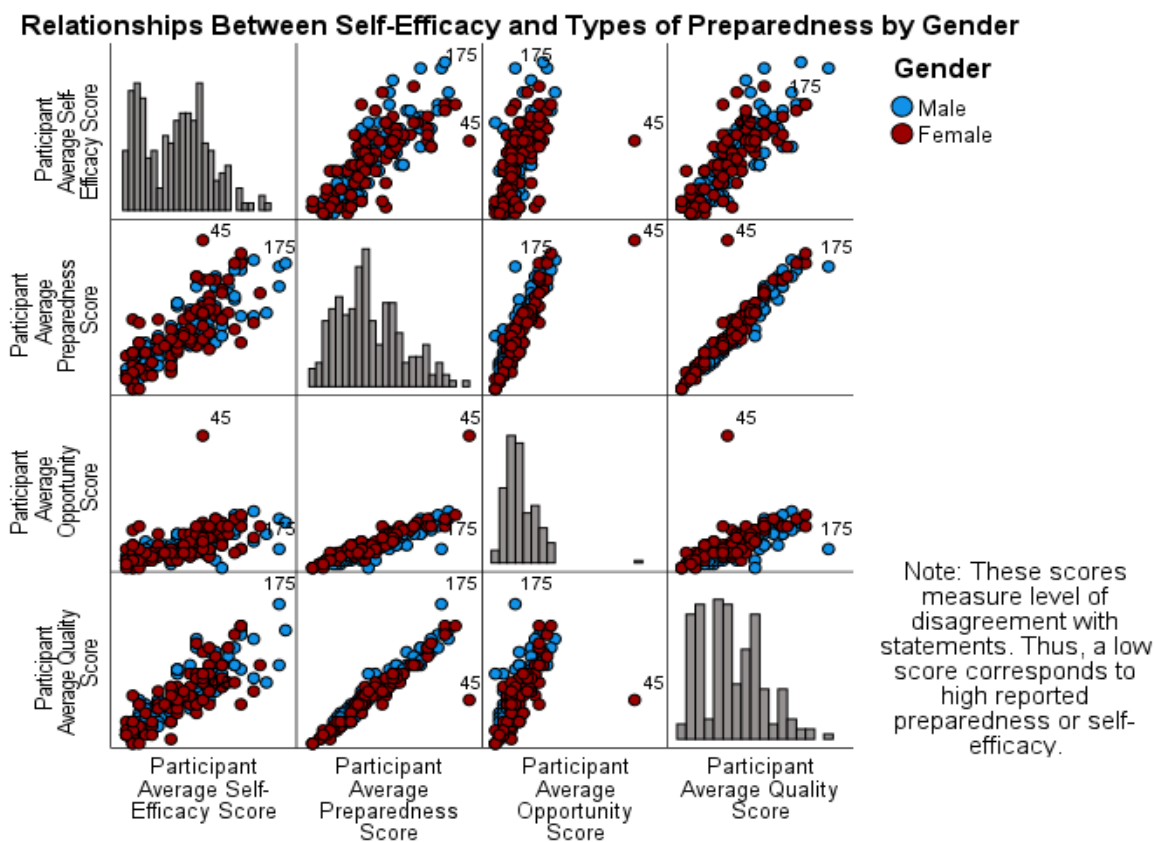 Relationships Between Self-Efficacy and Types of Preparedness by Gender
Participant
Average Self-
Efficacy Score
175
45
175
45
175
Gender
Male
Female
Participant
Average
Preparedness
Score
45
175
175
45
45
175
Participant
Average
Opportunity
Score
45
175
45
175
45
175
Participant
Average Quality
Score
175
175
45
175
45
Note: These scores
measure level of
disagreement with
statements. Thus, a low
score corresponds to
high reported
preparedness or self-
efficacy.
Participant
Average Self-
Efficacy Score
Participant
Average
Preparedness
Score
Participant
Average
Opportunity
Score
Participant
Average Quality
Score